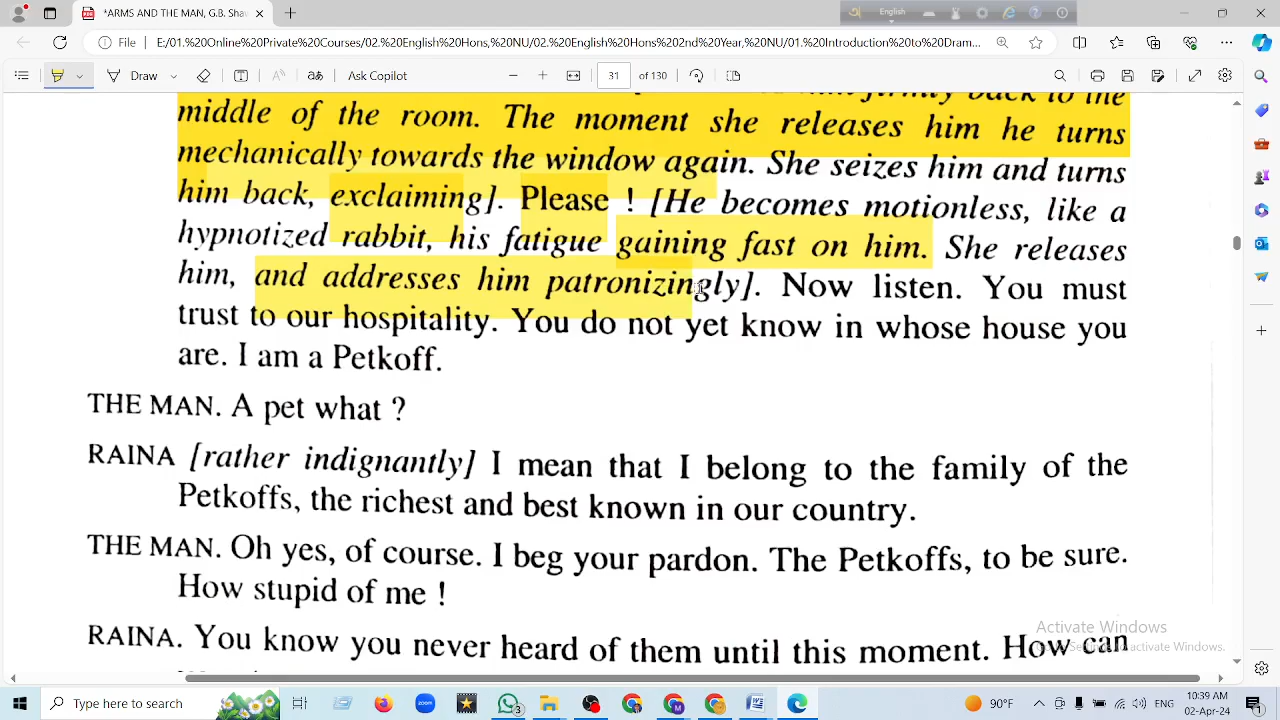 *ARMS AND THE MAN. G.B. Shaw
English
File
E:/01.%20Online%20Pratik/Courses/English%20Hons,%20NU/English%20Hons%202nd%20Year,%20NU/01.%20Introduction%20to%20Dram...
Draw
Ask Copilot
31 of 130
middle of the room. The moment she releases him he turns
mechanically towards the window again. She seizes him and turns
him back, exclaiming]. Please ! [He becomes motionless, like a
hypnotized rabbit, his fatigue gaining fast on him. She releases
him, and addresses him patronizingly]. Now listen. You must
trust to our hospitality. You do not yet know in whose house you
are. I am a Petkoff.
THE MAN. A pet what ?
RAINA [rather indignantly] I mean that I belong to the family of the
Petkoffs, the richest and best known in our country.
THE MAN. Oh yes, of course. I beg your pardon. The Petkoffs, to be sure.
How stupid of me !
RAINA. You know you never heard of them until this moment. How can
Activate Windows
activate Windows.
Type here to search
3
90°F
ENG
10:39 AM
02-Apr-24